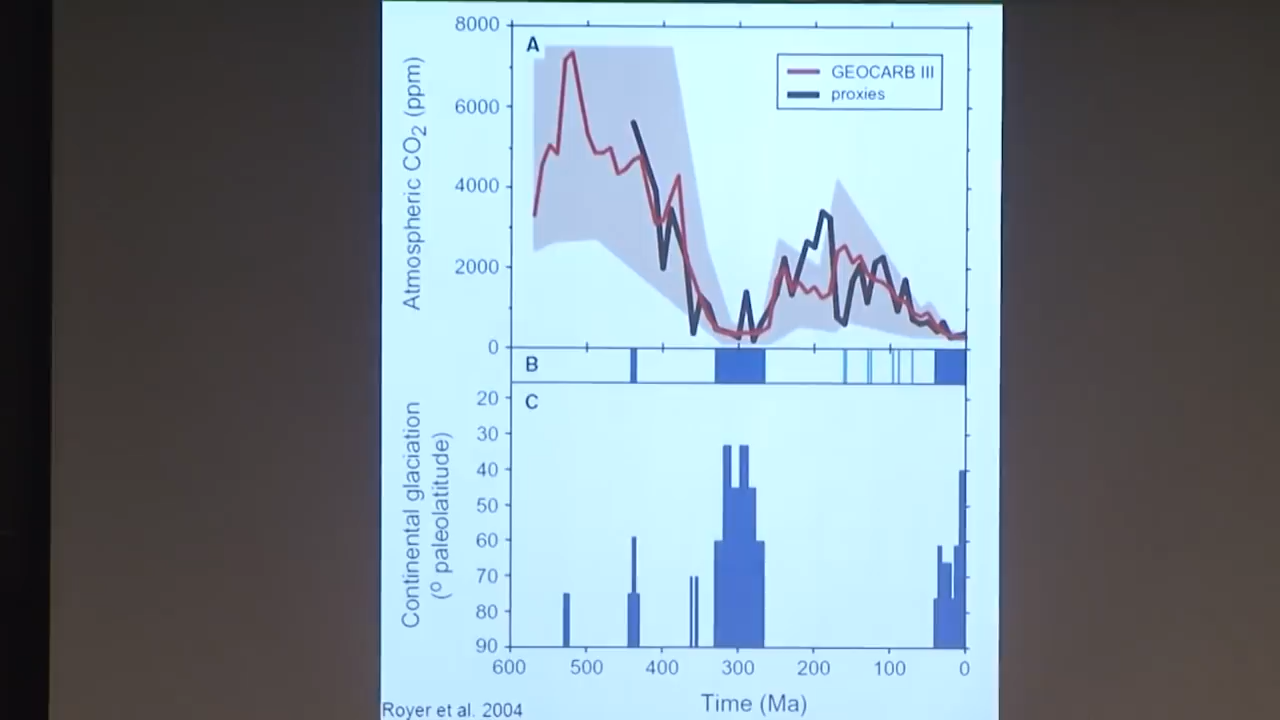 8000
6000
4000
2000
0
Atmospheric CO2 (ppm)
A
GEOCARB III
proxies
B
C
20
30
40
50
60
70
80
90
Continental glaciation
(o paleolatitude)
600 500 400 300 200 100 0
Time (Ma)
Royer et al. 2004